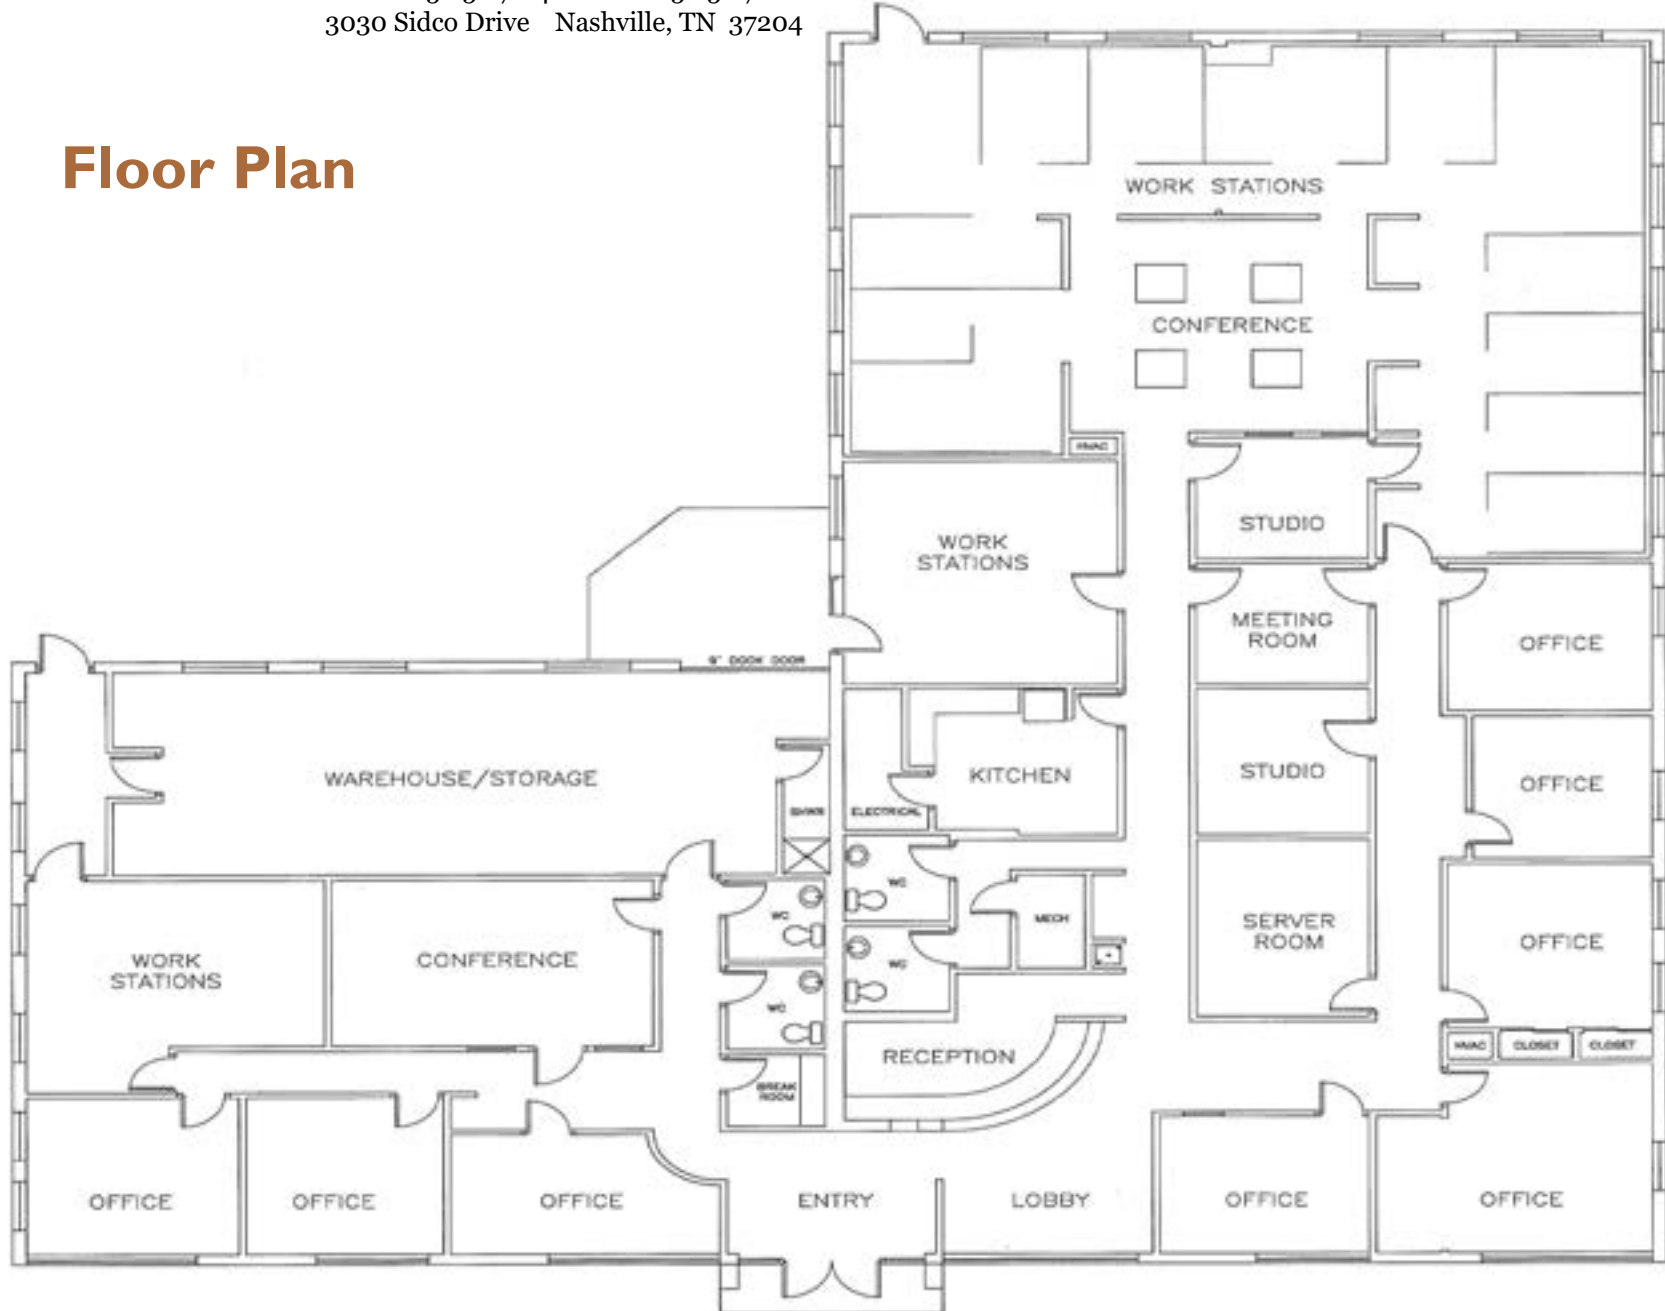 3030 Sidco Drive Nashville, TN 37204
Floor Plan
WORK STATIONS
CONFERENCE
HVAC
STUDIO
WORK
STATIONS
MEETING
ROOM
OFFICE
9' DOCK DOOR
WAREHOUSE/STORAGE
KITCHEN
STUDIO
OFFICE
ELECTRICAL
WC
MECH
SERVER
ROOM
OFFICE
WC
WORK
STATIONS
CONFERENCE
WC
WC
RECEPTION
HVAC
CLOSET
CLOSET
BREAK
ROOM
OFFICE
OFFICE
OFFICE
ENTRY
LOBBY
OFFICE
OFFICE